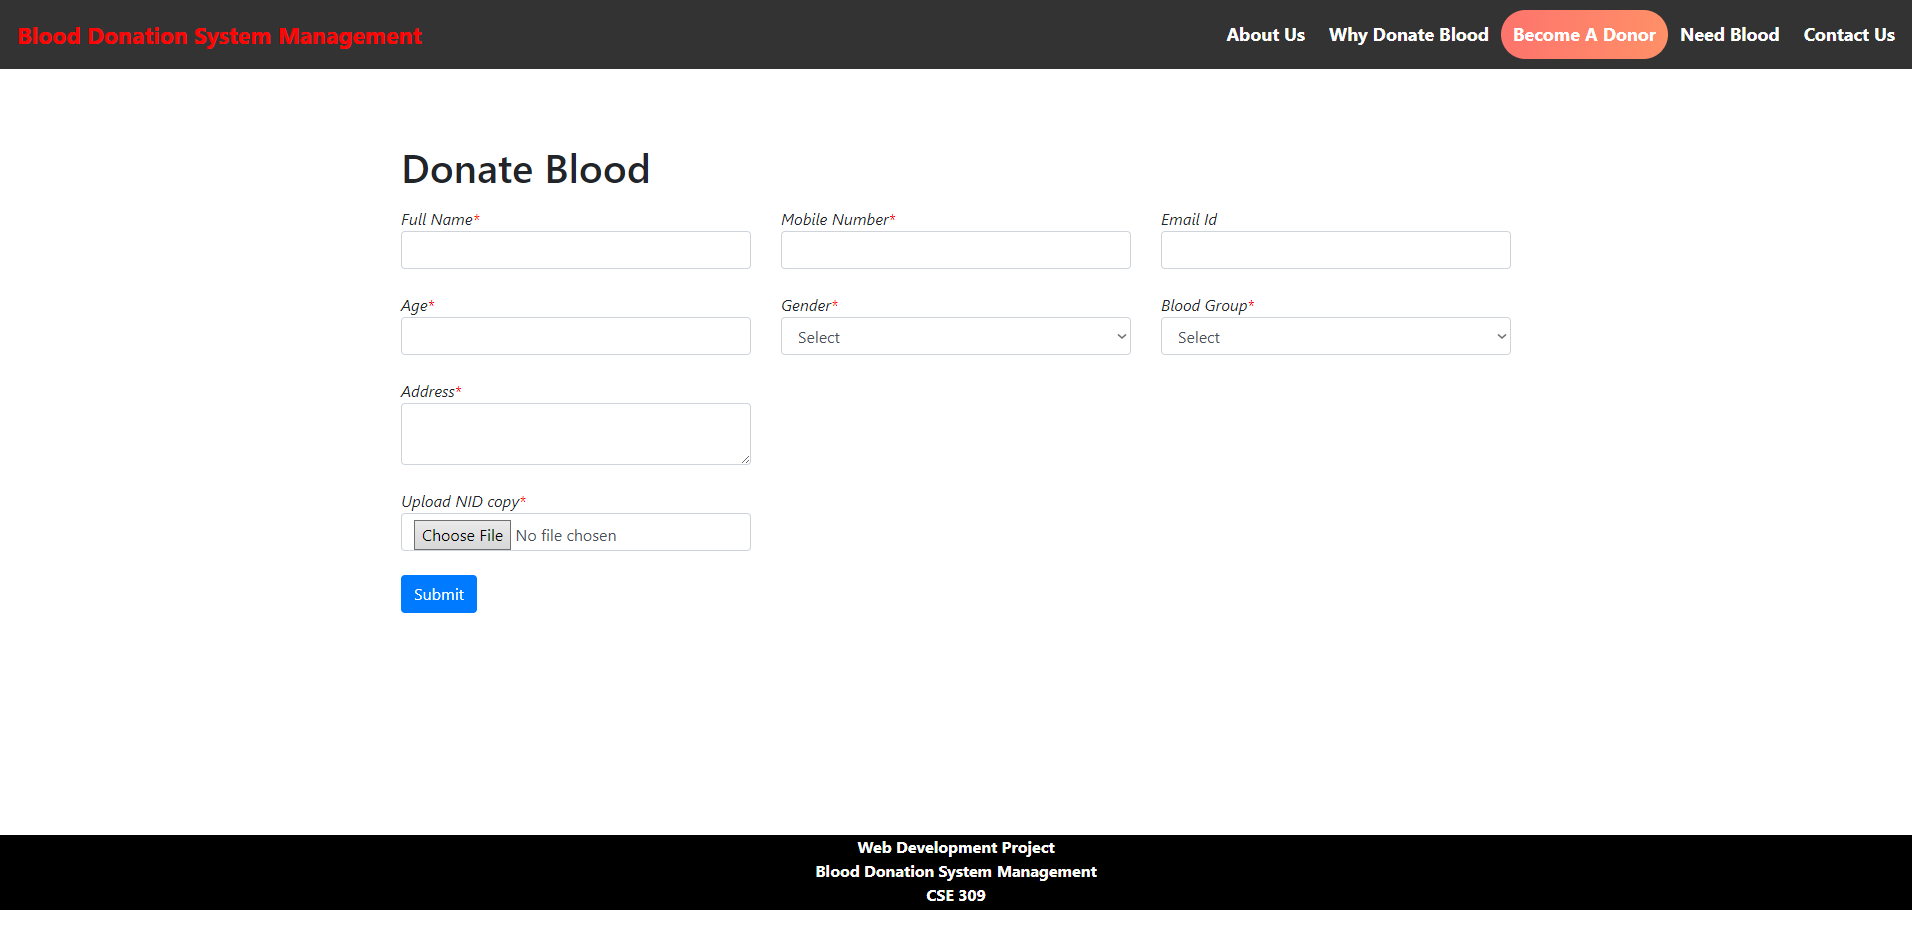 Blood Donation System Management
About Us Why Donate Blood Become A Donor Need Blood Contact Us
Donate Blood
Full Name* Mobile Number* Email Id
Age* Gender* Blood Group*
Select Select
Address*
Upload NID copy*
Choose File No file chosen
Submit
Web Development Project
Blood Donation System Management
CSE 309